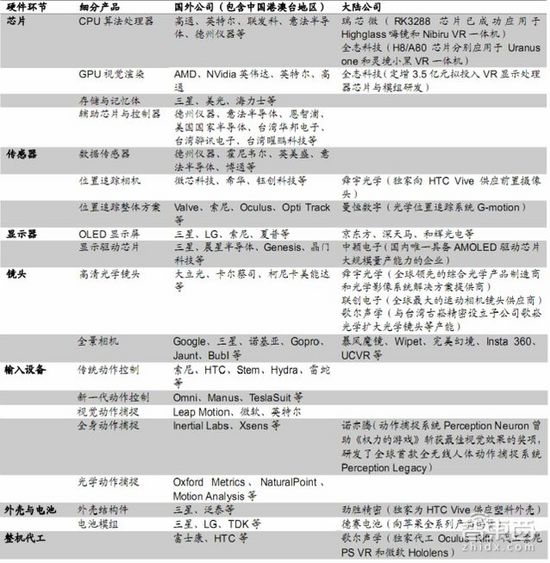 硬件环节 细分产品 国外公司（包含中国港澳台地区） 大陆公司
芯片 CPU 算法处理器 高通、英特尔、联发科、意法半导 瑞芯微（RK3288 芯片已成功应用于
体、德州仪器等 Highglass 嗨镜和 Nibiru VR 一体机）
全志科技（H8/A80 芯片分别应用于 Uranus
one 和灵境小黑 VR 一体机）
GPU 视觉渲染 AMD、NVidia 英伟达、英特尔、高 全志科技（定增 3.5 亿元拟投入 VR 显示处理
通 器芯片与模组研发）
存储与记忆体 三星、美光、海力士等
辅助芯片与控制器 德州仪器、意法半导体、恩智浦、
美国国家半导体、台湾华邦电子、
台湾骅讯电子、台湾曜鹏科技等
传感器 数据传感器 德州仪器、霍尼韦尔、英美盛、意
法半导体、博通等
位置追踪相机 微芯科技、希华、钰创科技等 舜宇光学（独家向 HTC Vive 供应前置摄像
头）
位置追踪整体方案 Valve、索尼、Oculus、Opti Track 曼恒数字（光学位置追踪系统 G-motion）
等
显示器 OLED 显示屏 三星、LG、索尼、夏普等 京东方、深天马、和辉光电等
显示驱动芯片 三星、晨星半导体、Genesis、晶门 中颖电子（国内唯一具备 AMOLED 驱动芯片
科技等 大规模量产能力的企业）
镜头 高清光学镜头 大立光、卡尔蔡司、柯尼卡美能达 舜宇光学（全球领先的综合光学产品制造商
等 和光学影像系统解决方案提供商）
联创电子（全球最大的运动相机镜头供应商）
歌尔声学（与台湾古崧精密设立子公司歌崧
光学扩大光学镜头等产能）
全景相机 Google、三星、诺基亚、Gopro、 暴风魔镜、Wipet、完美幻境、Insta 360、
Jaunt、Bubl 等 UCVR 等
输入设备 传统动作控制 索尼、HTC、Stem、Hydra、雷蛇
等
新一代动作控制 Omni、Manus、TeslaSuit 等
视觉动作捕捉 Leap Motion、微软、英特尔
全身动作捕捉 Inertial Labs、Xsens 等 诺亦腾（动作捕捉系统 Perception Neuron 曾
助《权力的游戏》斩获最佳视觉效果的奖项，
研发了全球首款全无线人体动作捕捉系统
Perception Legacy）
光学动作捕捉 Oxford Metrics、NaturalPoint、
Motion Analysis 等
外壳与电池 外壳结构件 三星、泛泰等 劲胜精密（独家为 HTC Vive 供应塑料外壳）
电池模组 三星、LG、TDK 等 德赛电池（向苹果全系列产品
整机代工 富士康、HTC 等 歌尔声学（独家代工 Oculus Rift、代工索尼
PS VR 和微软 Hololens）
智东西
zhidx.com